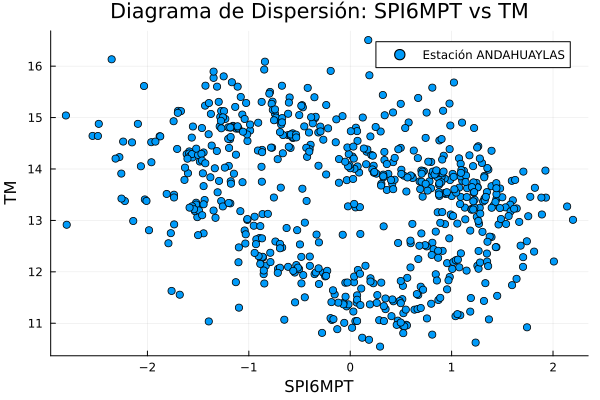 Diagrama de Dispersión: SPI6MPT vs TM
Estación ANDAHUAYLAS
TM
16
15
14
13
12
11
−2
−1
0
1
2
SPI6MPT